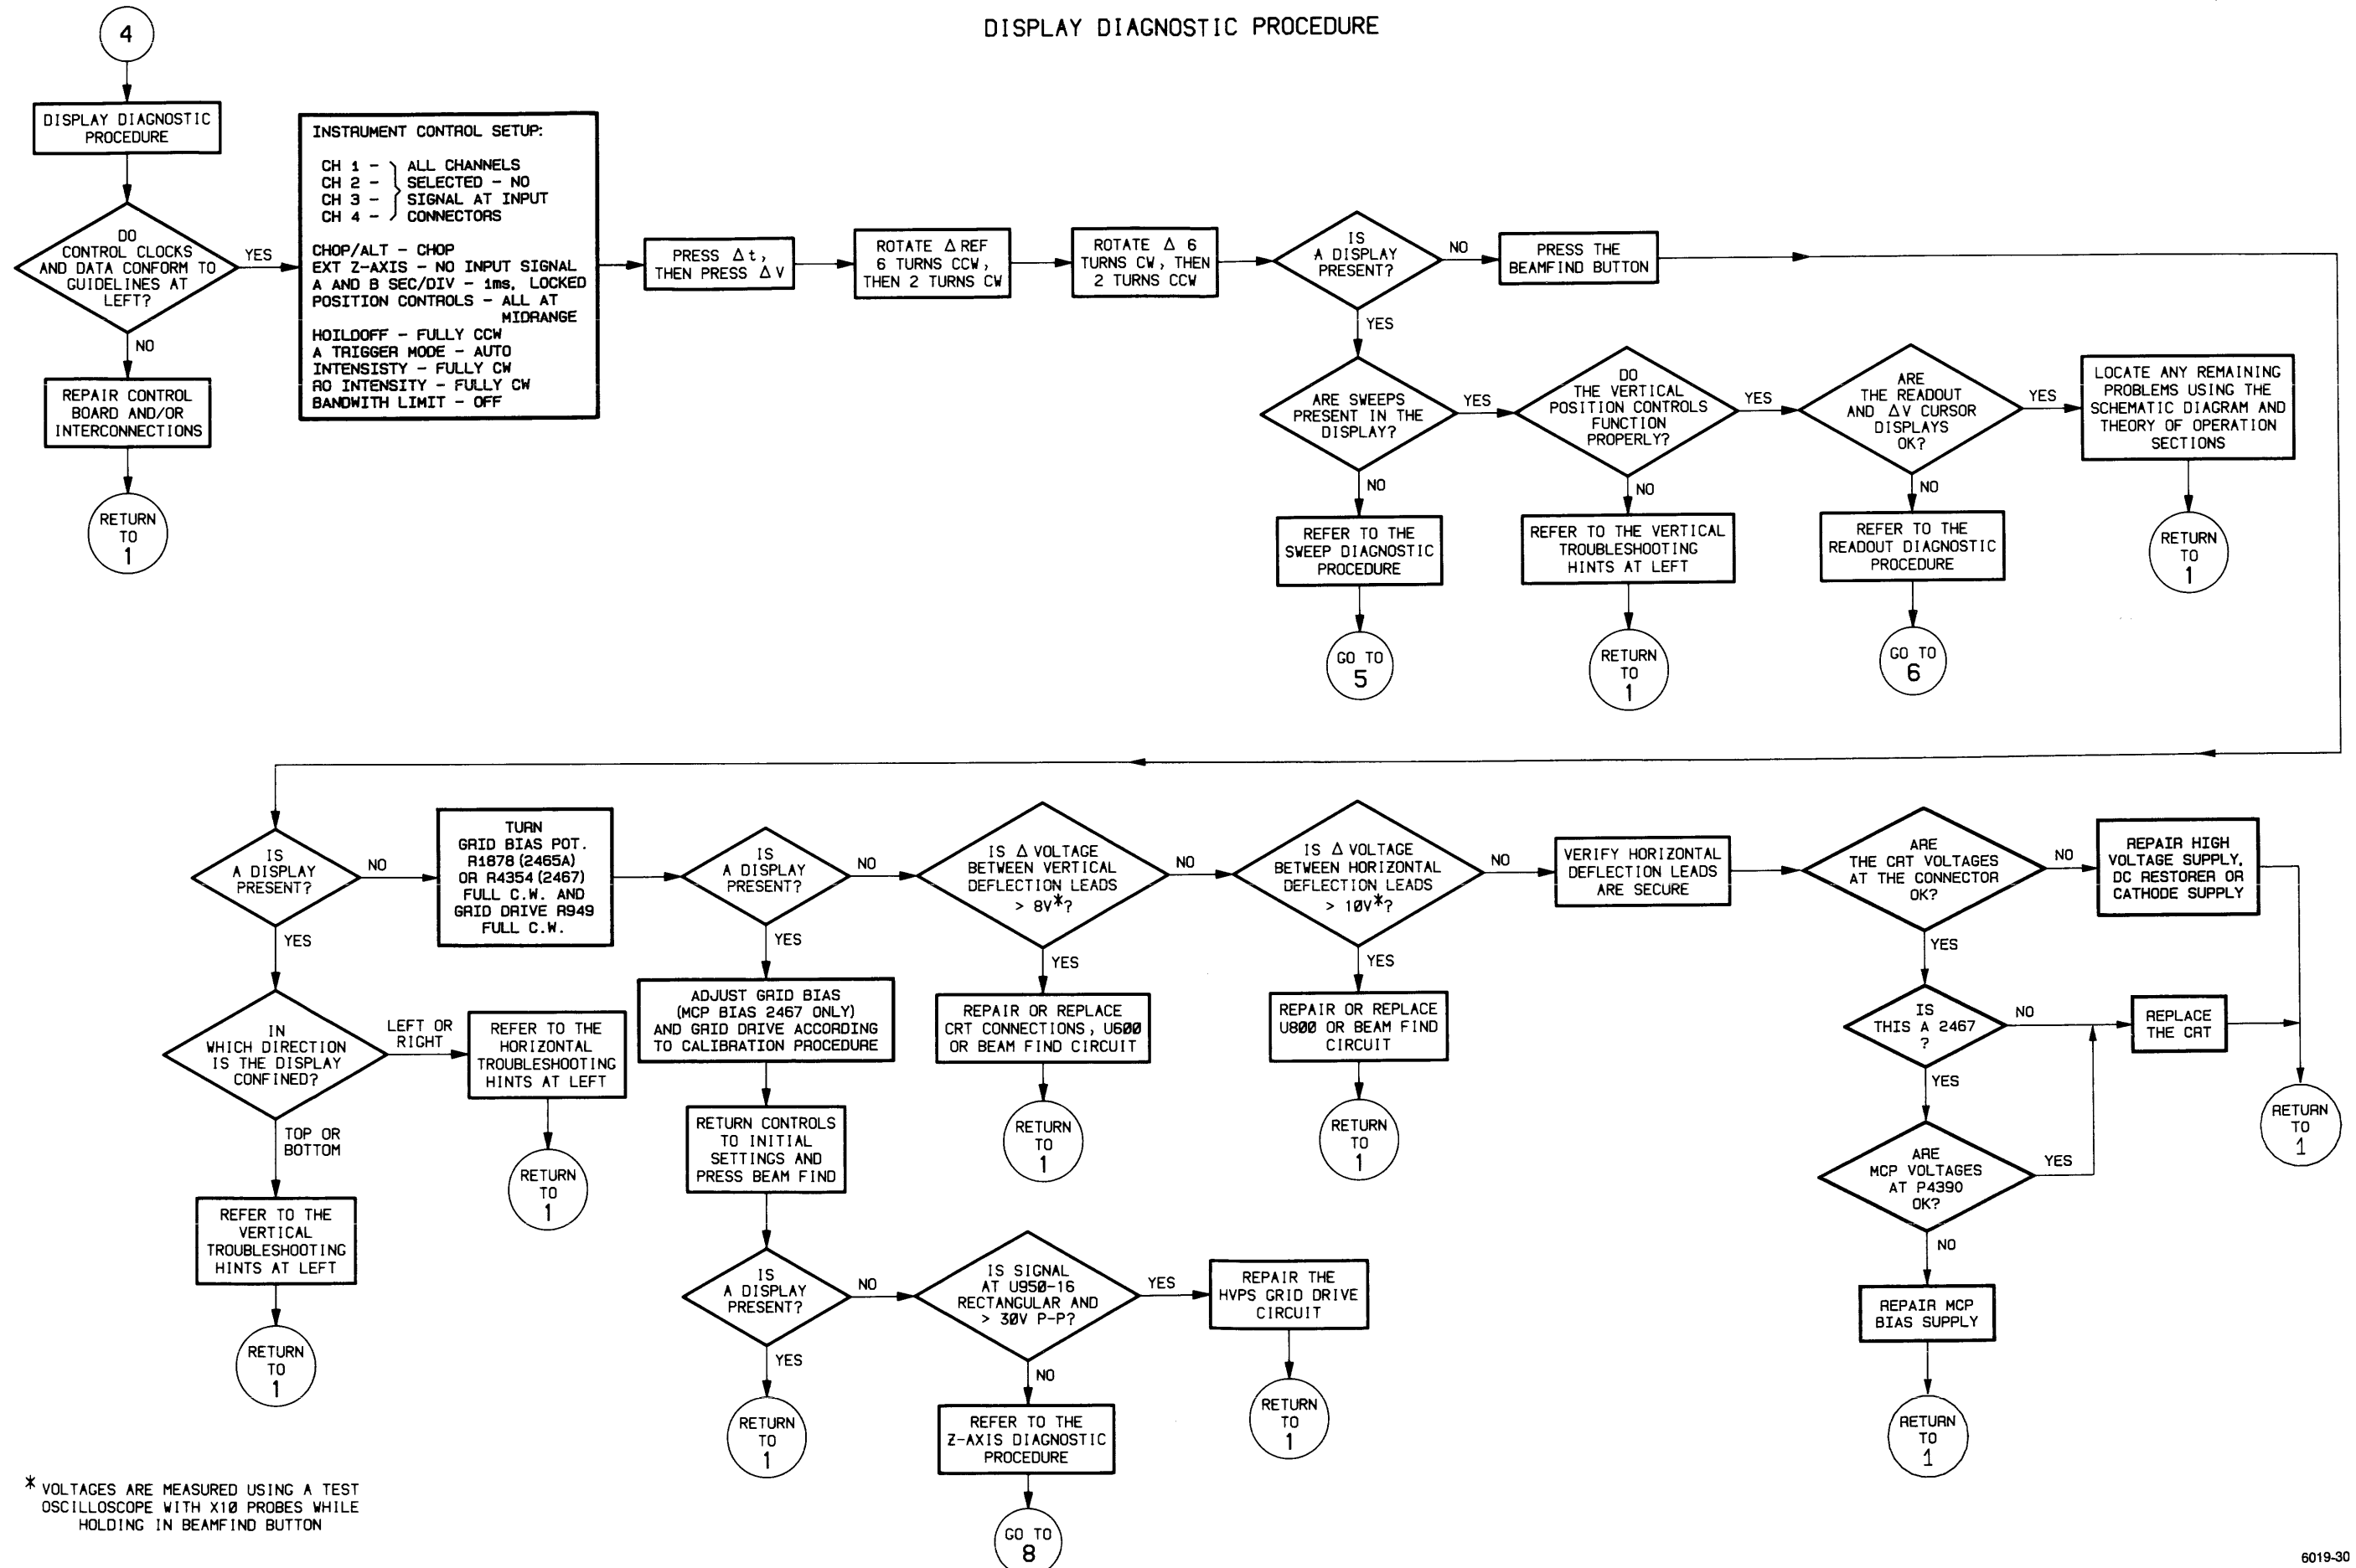 DISPLAY DIAGNOSTIC PROCEDURE
4
DISPLAY DIAGNOSTIC
PROCEDURE
DO
CONTROL CLOCKS
AND DATA CONFORM TO
GUIDELINES AT
LEFT?
YES
NO
REPAIR CONTROL
BOARD AND/OR
INTERCONNECTIONS
RETURN
TO
1
INSTRUMENT CONTROL SETUP:
CH 1 - } ALL CHANNELS
CH 2 - } SELECTED - NO
CH 3 - } SIGNAL AT INPUT
CH 4 - } CONNECTORS
CHOP/ALT - CHOP
EXT Z-AXIS - NO INPUT SIGNAL
A AND B SEC/DIV - 1ms, LOCKED
POSITION CONTROLS - ALL AT
MIDRANGE
HOILDOFF - FULLY CCW
A TRIGGER MODE - AUTO
INTENSISTY - FULLY CW
RO INTENSITY - FULLY CW
BANDWITH LIMIT - OFF
PRESS Δt,
THEN PRESS ΔV
ROTATE ΔREF
6 TURNS CCW,
THEN 2 TURNS CW
ROTATE Δ 6
TURNS CW, THEN
2 TURNS CCW
IS
A DISPLAY
PRESENT?
NO
YES
PRESS THE
BEAMFIND BUTTON
ARE SWEEPS
PRESENT IN THE
DISPLAY?
YES
NO
REFER TO THE
SWEEP DIAGNOSTIC
PROCEDURE
GO TO
5
DO
THE VERTICAL
POSITION CONTROLS
FUNCTION
PROPERLY?
YES
NO
REFER TO THE VERTICAL
TROUBLESHOOTING
HINTS AT LEFT
RETURN
TO
1
ARE
THE READOUT
AND ΔV CURSOR
DISPLAYS
OK?
YES
NO
REFER TO THE
READOUT DIAGNOSTIC
PROCEDURE
GO TO
6
LOCATE ANY REMAINING
PROBLEMS USING THE
SCHEMATIC DIAGRAM AND
THEORY OF OPERATION
SECTIONS
RETURN
TO
1
IS
A DISPLAY
PRESENT?
NO
YES
IN
WHICH DIRECTION
IS THE DISPLAY
CONFINED?
LEFT OR
RIGHT
REFER TO THE
HORIZONTAL
TROUBLESHOOTING
HINTS AT LEFT
RETURN
TO
1
TOP OR
BOTTOM
REFER TO THE
VERTICAL
TROUBLESHOOTING
HINTS AT LEFT
RETURN
TO
1
TURN
GRID BIAS POT.
R1878 (2465A)
OR R4354 (2467)
FULL C.W. AND
GRID DRIVE R949
FULL C.W.
IS
A DISPLAY
PRESENT?
NO
YES
ADJUST GRID BIAS
(MCP BIAS 2467 ONLY)
AND GRID DRIVE ACCORDING
TO CALIBRATION PROCEDURE
RETURN CONTROLS
TO INITIAL
SETTINGS AND
PRESS BEAM FIND
IS
A DISPLAY
PRESENT?
NO
YES
RETURN
TO
1
IS SIGNAL
AT U950-16
RECTANGULAR AND
> 30V P-P?
YES
NO
REPAIR THE
HVPS GRID DRIVE
CIRCUIT
RETURN
TO
1
REFER TO THE
Z-AXIS DIAGNOSTIC
PROCEDURE
GO TO
8
IS Δ VOLTAGE
BETWEEN VERTICAL
DEFLECTION LEADS
> 8V*?
NO
YES
REPAIR OR REPLACE
CRT CONNECTIONS, U600
OR BEAM FIND CIRCUIT
RETURN
TO
1
IS Δ VOLTAGE
BETWEEN HORIZONTAL
DEFLECTION LEADS
> 10V*?
NO
YES
REPAIR OR REPLACE
U800 OR BEAM FIND
CIRCUIT
RETURN
TO
1
VERIFY HORIZONTAL
DEFLECTION LEADS
ARE SECURE
ARE
THE CRT VOLTAGES
AT THE CONNECTOR
OK?
NO
YES
REPAIR HIGH
VOLTAGE SUPPLY,
DC RESTORER OR
CATHODE SUPPLY
IS
THIS A 2467
?
NO
YES
REPLACE
THE CRT
RETURN
TO
1
ARE
MCP VOLTAGES
AT P4390
OK?
YES
NO
REPAIR MCP
BIAS SUPPLY
RETURN
TO
1
* VOLTAGES ARE MEASURED USING A TEST
OSCILLOSCOPE WITH X10 PROBES WHILE
HOLDING IN BEAMFIND BUTTON
6019-30